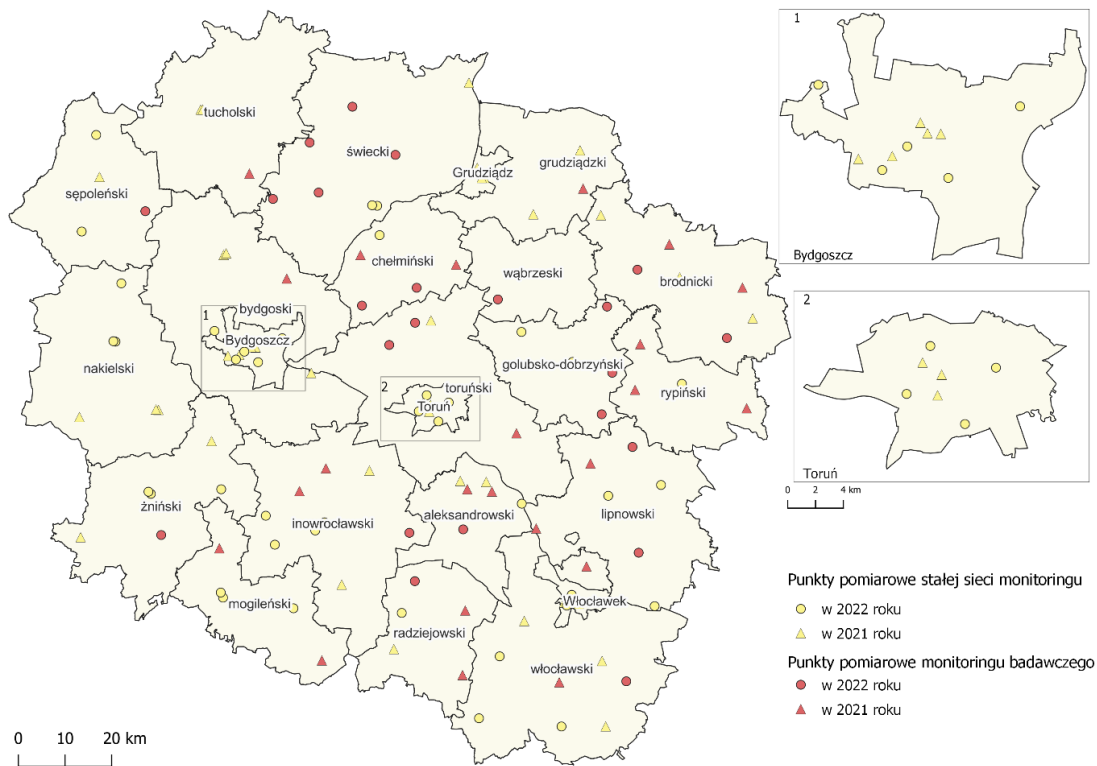 1
Bydgoszcz
2
Toruń
0 2 4 km
tucholski
świecki
sępoleński
Grudziądz
grudziądzki
chełmiński
wąbrzeski
brodnicki
bydgoski
1
Bydgoszcz
nakielski
golubsko-dobrzyński
rypiński
2
toruński
Toruń
żniński
inowrocławski
aleksandrowski
lipnowski
mogileński
radziejowski
Włocławek
włocławski
Punkty pomiarowe stałej sieci monitoringu
w 2022 roku
w 2021 roku
Punkty pomiarowe monitoringu badawczego
w 2022 roku
w 2021 roku
0 10 20 km